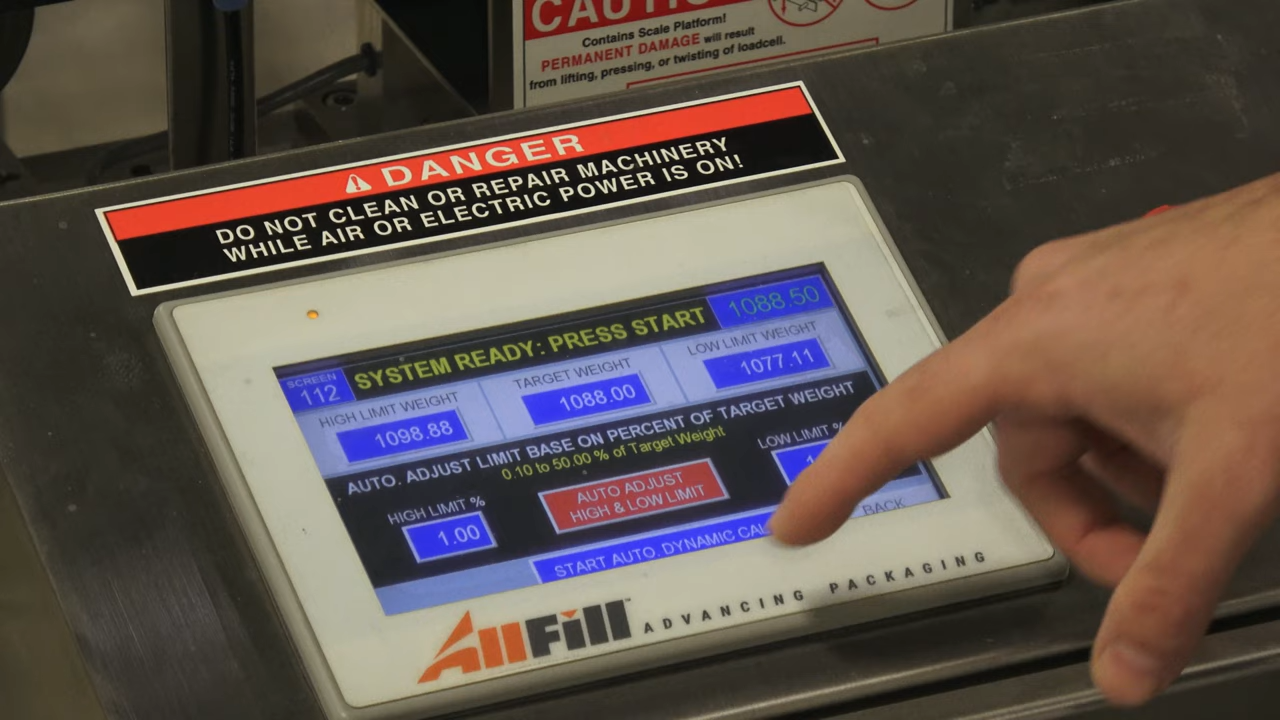 CAUTI
Contains Scale Platform!
PERMANENT DAMAGE will result
from lifting, pressing, or twisting of loadcell.
DANGER
DO NOT CLEAN OR REPAIR MACHINERY
WHILE AIR OR ELECTRIC POWER IS ON!
SCREEN
112
SYSTEM READY: PRESS START
1088.50
HIGH LIMIT WEIGHT
1098.88
TARGET WEIGHT
1088.00
LOW LIMIT WEIGHT
1077.11
AUTO. ADJUST LIMIT BASE ON PERCENT OF TARGET WEIGHT
0.10 to 50.00 % of Target Weight
HIGH LIMIT %
1.00
AUTO ADJUST
HIGH & LOW LIMIT
LOW LIMIT %
START AUTO. DYNAMIC CAL
BACK
AllFill™ ADVANCING PACKAGING